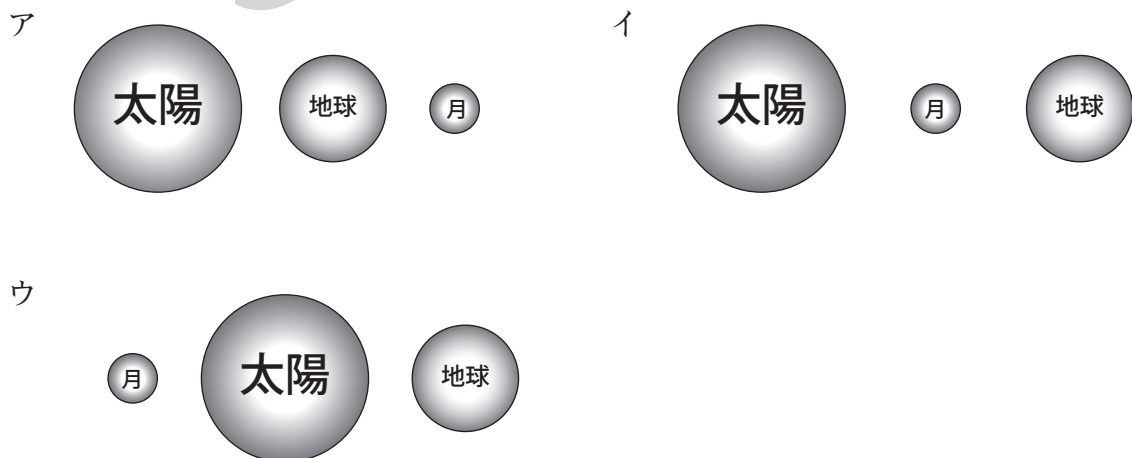 ア
太陽 地球 月
イ
太陽 月 地球
ウ
月 太陽 地球